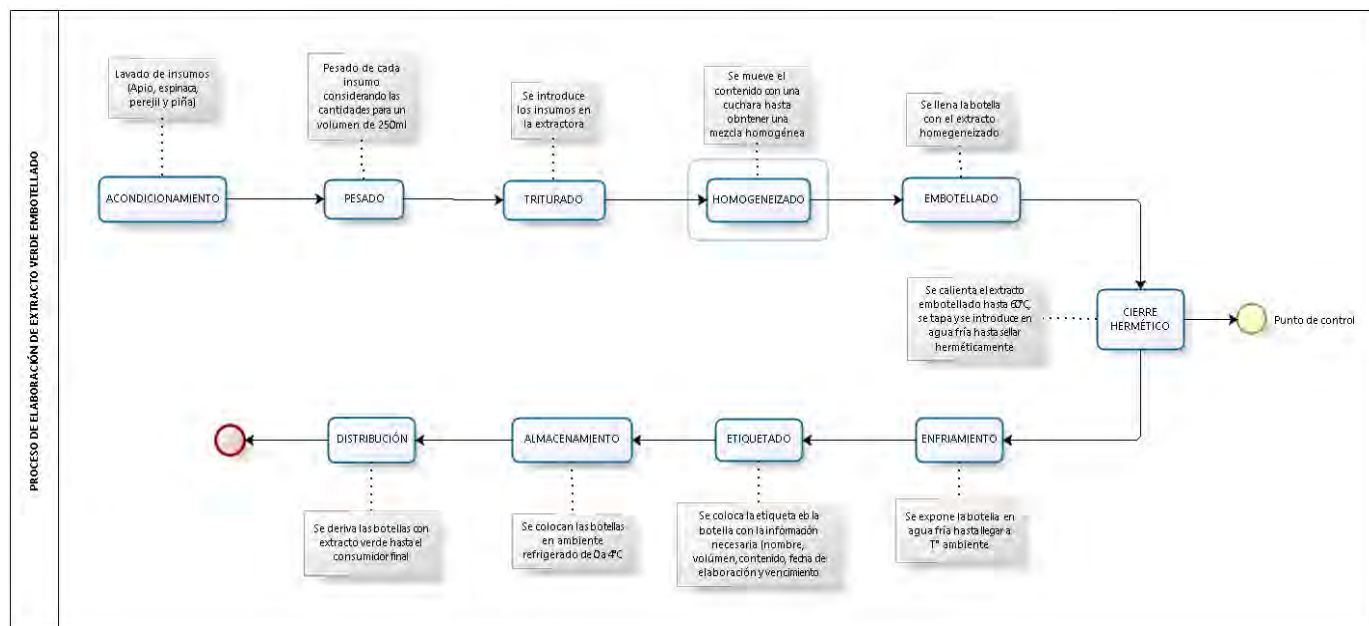 PROCESO DE ELABORACIÓN DE EXTRACTO VERDE EMBOTELLADO
Lavado de insumos
(Apio, espinaca,
perejil y piña)
ACONDICIONAMIENTO
Pesado de cada
insumo
considerando las
cantidades para un
volumen de 250ml
PESADO
Se introduce
los insumos en
la extractora
TRITURADO
Se mueve el
contenido con una
cuchara hasta
obntener una
mezcla homogénea
HOMOGENEIZADO
Se llena la botella
con el extracto
homegeneizado
EMBOTELLADO
Se calienta el extracto
embotellado hasta 60°C,
se tapa y se introduce en
agua fría hasta sellar
herméticamente
CIERRE
HERMÉTICO
Punto de control
ENFRIAMIENTO
Se expone la botella en
agua fría hasta llegar a
T° ambiente
ETIQUETADO
Se coloca la etiqueta eb la
botella con la información
necesaria (nombre,
volúmen, contenido, fecha de
elaboración y vencimiento
ALMACENAMIENTO
Se colocan las botellas
en ambiente
refrigerado de 0 a 4°C
DISTRIBUCIÓN
Se deriva las botellas con
extracto verde hasta el
consumidor final